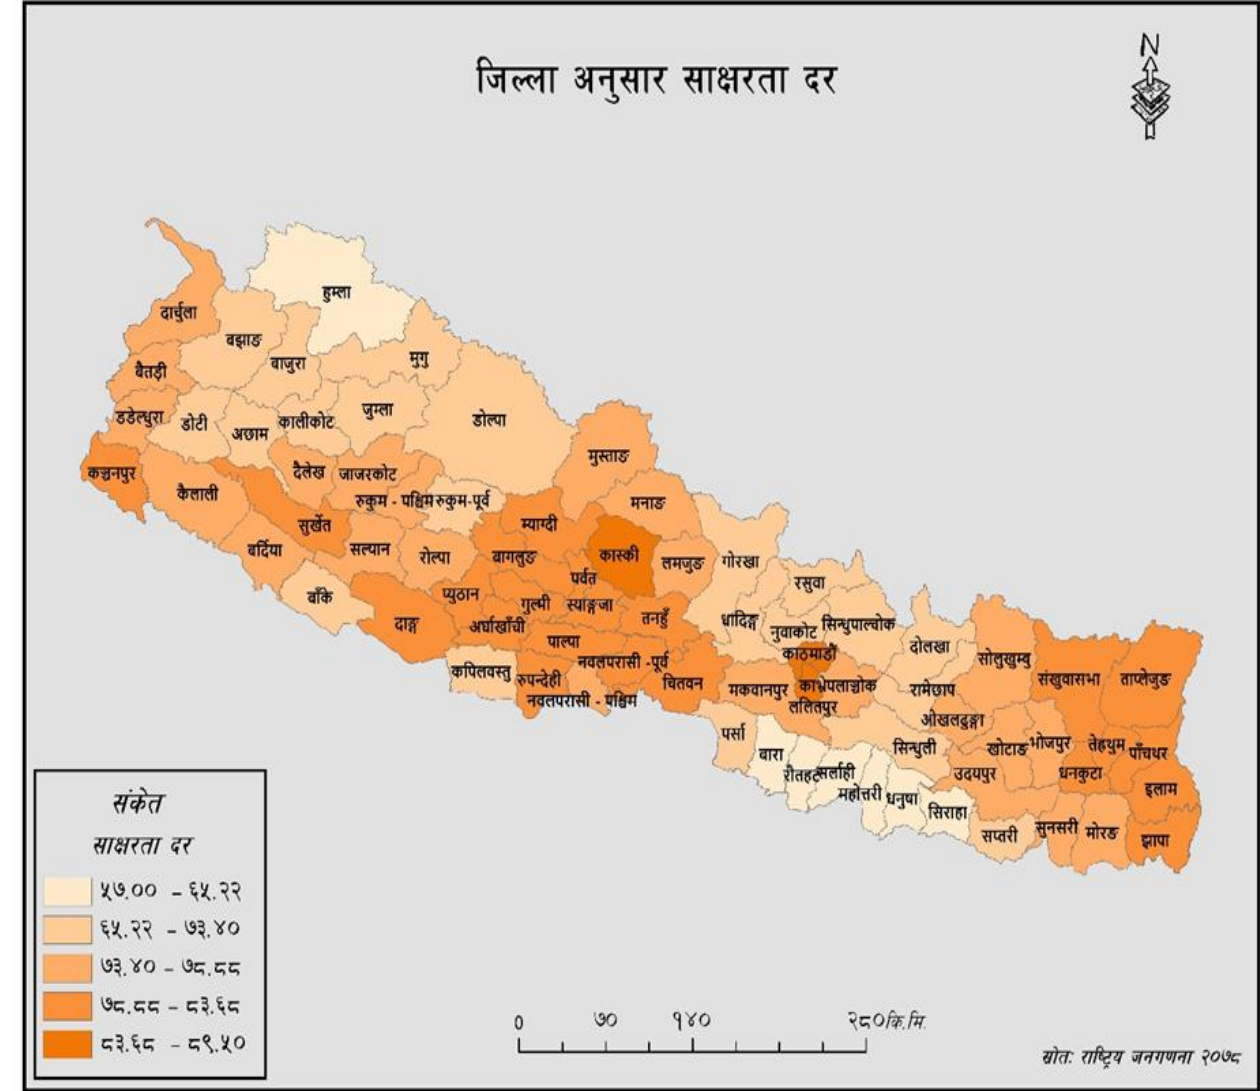 जिल्ला अनुसार साक्षरता दर
N
हुम्ला
दार्चुला
बझाङ
बाजुरा
मुगु
बैतडी
डडेल्धुरा
डोटी
अछाम
कालीकोट
जुम्ला
डोल्पा
मुस्ताङ
कञ्चनपुर
कैलाली
दैलेख
जाजरकोट
रुकुम - पश्चिम
रुकुम-पूर्व
मनाङ
सुर्खेत
म्याग्दी
बर्दिया
सल्यान
रोल्पा
बागलुङ
कास्की
लमजुङ
गोरखा
पर्वत
रसुवा
बाँके
प्युठान
गुल्मी
स्याङ्गजा
तनहुँ
धादिङ्ग
नुवाकोट
सिन्धुपाल्चोक
दाङ्ग
अर्घाखाँची
पाल्पा
दोलखा
काठमाडौं
कपिलवस्तु
रुपन्देही
नवलपरासी -पूर्व
चितवन
मकवानपुर
काभ्रेपलाञ्चोक
रामेछाप
सोलुखुम्बु
संखुवासभा
ताप्लेजुङ
नवलपरासी - पश्चिम
ललितपुर
ओखलढुङ्गा
पर्सा
बारा
सिन्धुली
खोटाङ
भोजपुर
तेह्रथुम
पाँचथर
रौतहट
सर्लाही
उदयपुर
धनकुटा
महोत्तरी
धनुषा
सिराहा
इलाम
सप्तरी
सुनसरी
मोरङ
झापा
संकेत
साक्षरता दर
५७.०० - ६५.२२
६५.२२ - ७३.४०
७३.४० - ७८.८८
७८.८८ - ८३.६८
८३.६८ - ८९.५०
० ७० १४० २८०कि.मि.
स्रोतः राष्ट्रिय जनगणना २०७८